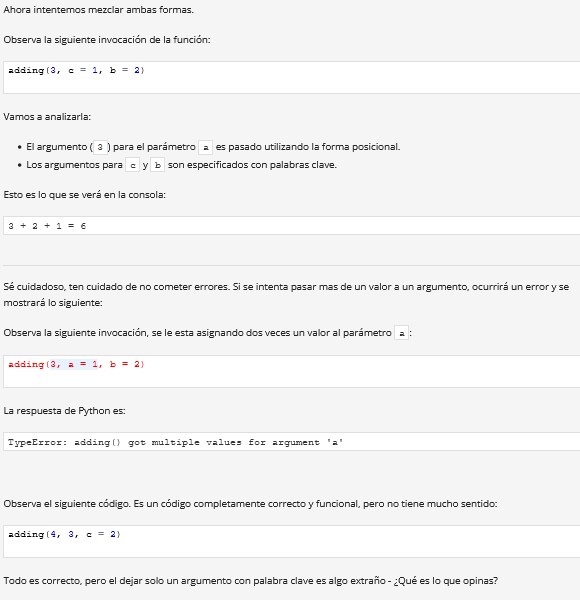 Ahora intentemos mezclar ambas formas.
Observa la siguiente invocación de la función:
adding(3, c = 1, b = 2)
Vamos a analizarla:
• El argumento ( 3 ) para el parámetro a es pasado utilizando la forma posicional.
• Los argumentos para c y b son especificados con palabras clave.
Esto es lo que se verá en la consola:
3 + 2 + 1 = 6
Sé cuidadoso, ten cuidado de no cometer errores. Si se intenta pasar mas de un valor a un argumento, ocurrirá un error y se
mostrará lo siguiente:
Observa la siguiente invocación, se le esta asignando dos veces un valor al parámetro a :
adding(3, a = 1, b = 2)
La respuesta de Python es:
TypeError: adding() got multiple values for argument 'a'
Observa el siguiente código. Es un código completamente correcto y funcional, pero no tiene mucho sentido:
adding(4, 3, c = 2)
Todo es correcto, pero el dejar solo un argumento con palabra clave es algo extraño - ¿Qué es lo que opinas?